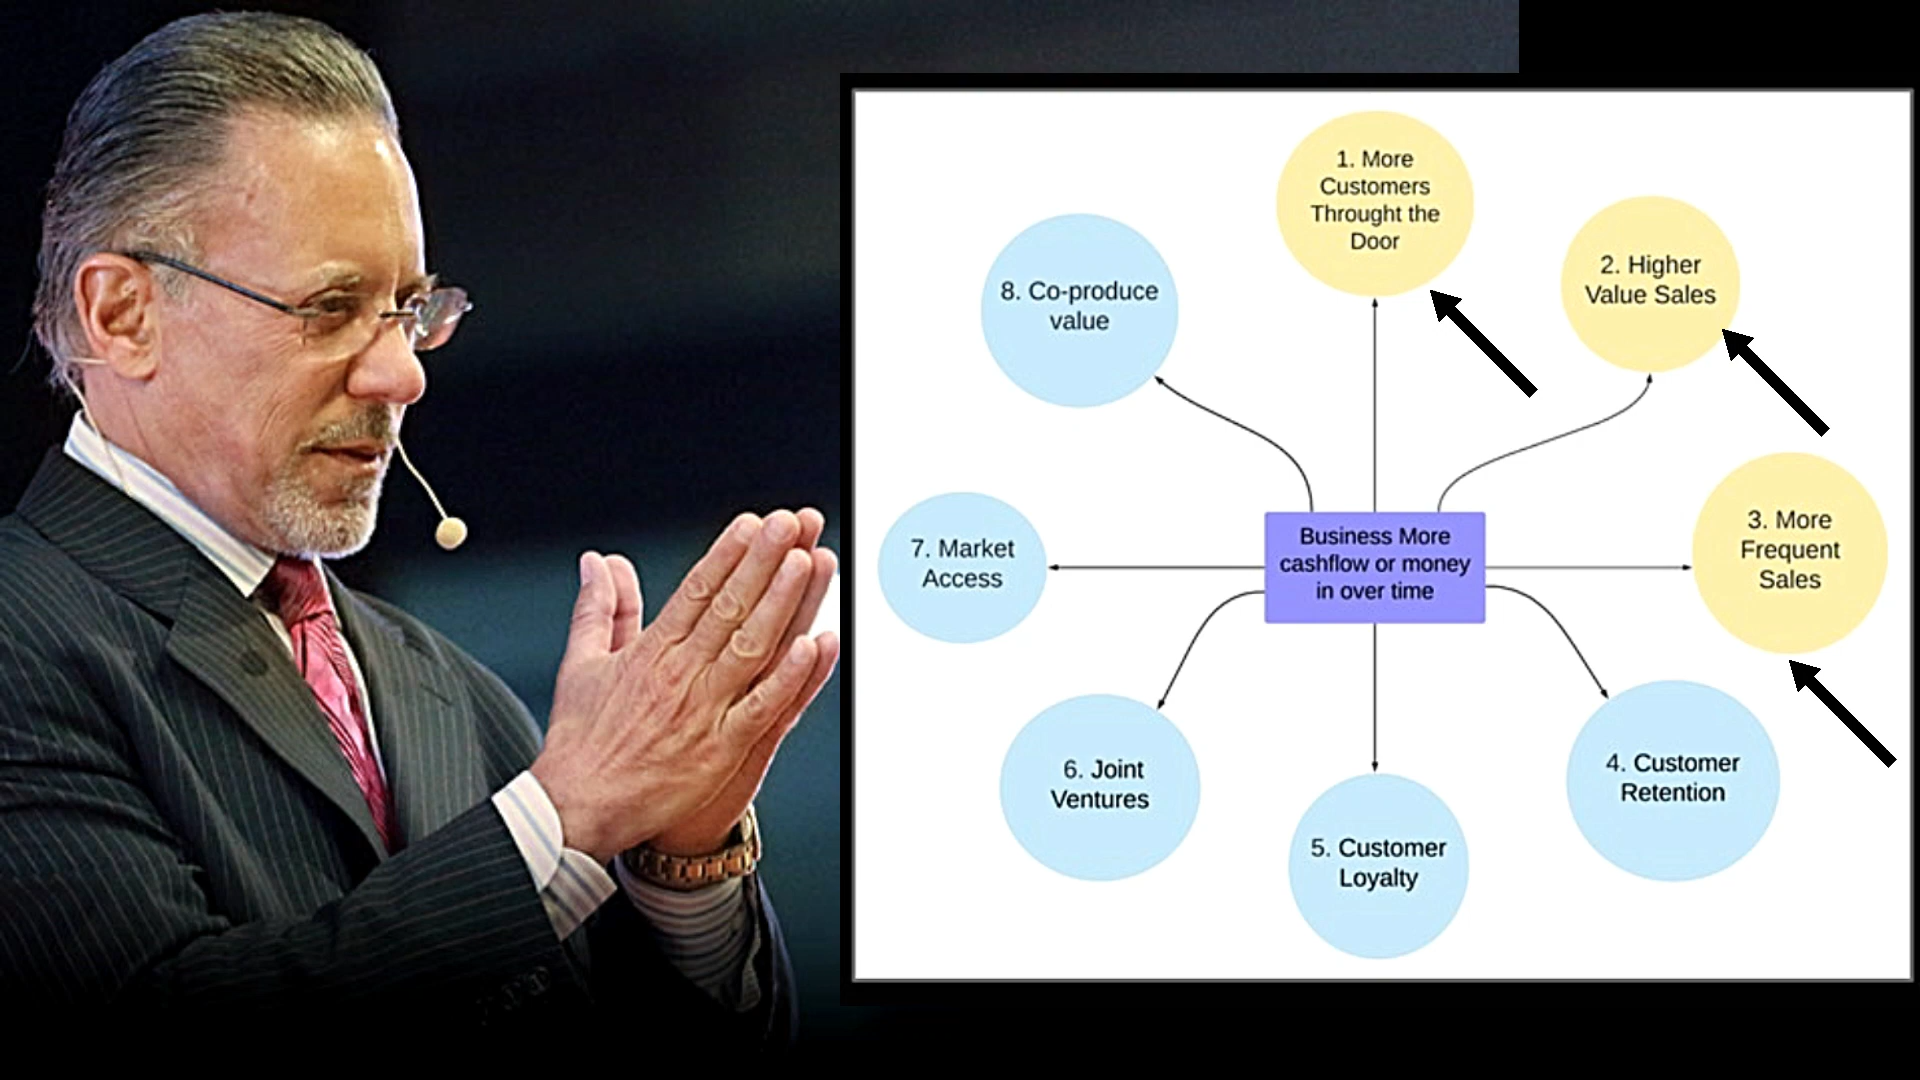 1. More
Customers
Throught the
Door
2. Higher
Value Sales
3. More
Frequent
Sales
4. Customer
Retention
5. Customer
Loyalty
6. Joint
Ventures
7. Market
Access
8. Co-produce
value
Business More
cashflow or money
in over time